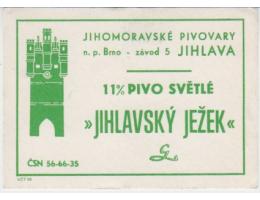 JIHOMORAVSKÉ PIVOVARY
n. p. Brno - závod 5 JIHLAVA
11% PIVO SVĚTLÉ
»JIHLAVSKÝ JEŽEK«
ČSN 56-66-35